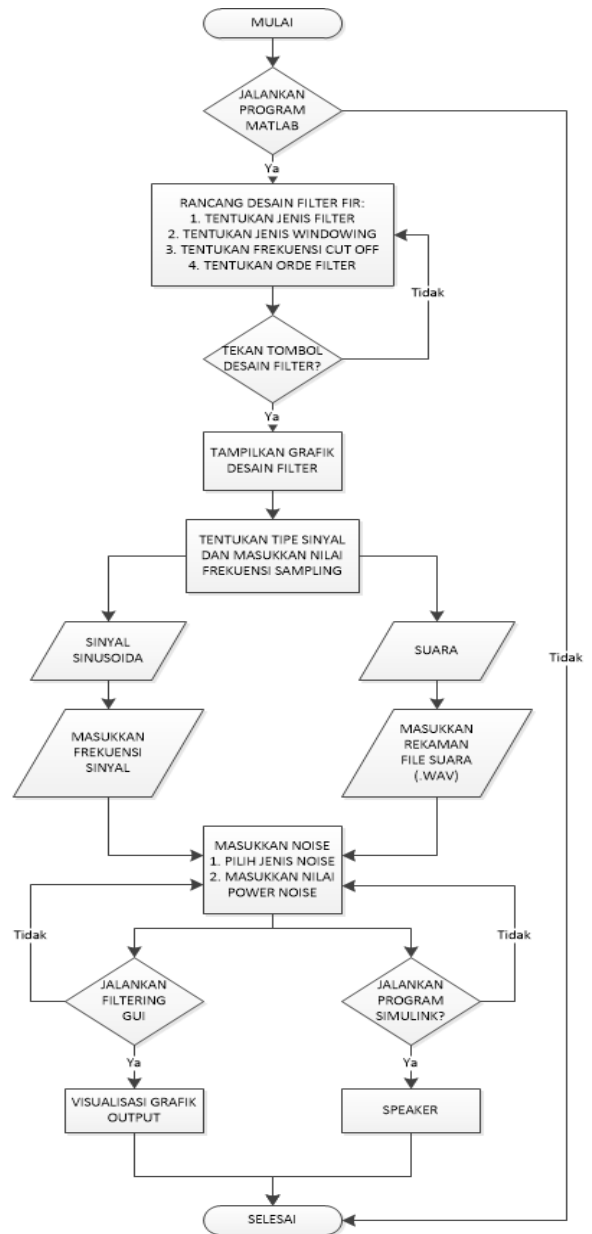 MULAI
JALANKAN
PROGRAM
MATLAB
Ya
RANCANG DESAIN FILTER FIR:
1. TENTUKAN JENIS FILTER
2. TENTUKAN JENIS WINDOWING
3. TENTUKAN FREKUENSI CUT OFF
4. TENTUKAN ORDE FILTER
Tidak
TEKAN TOMBOL
DESAIN FILTER?
Ya
TAMPILKAN GRAFIK
DESAIN FILTER
TENTUKAN TIPE SINYAL
DAN MASUKKAN NILAI
FREKUENSI SAMPLING
SINYAL
SINUSOIDA
SUARA
Tidak
MASUKKAN
FREKUENSI
SINYAL
MASUKKAN
REKAMAN
FILE SUARA
(.WAV)
MASUKKAN NOISE
1. PILIH JENIS NOISE
2. MASUKKAN NILAI
POWER NOISE
Tidak
JALANKAN
FILTERING
GUI
JALANKAN
PROGRAM
SIMULINK?
Tidak
Ya
Ya
VISUALISASI GRAFIK
OUTPUT
SPEAKER
SELESAI